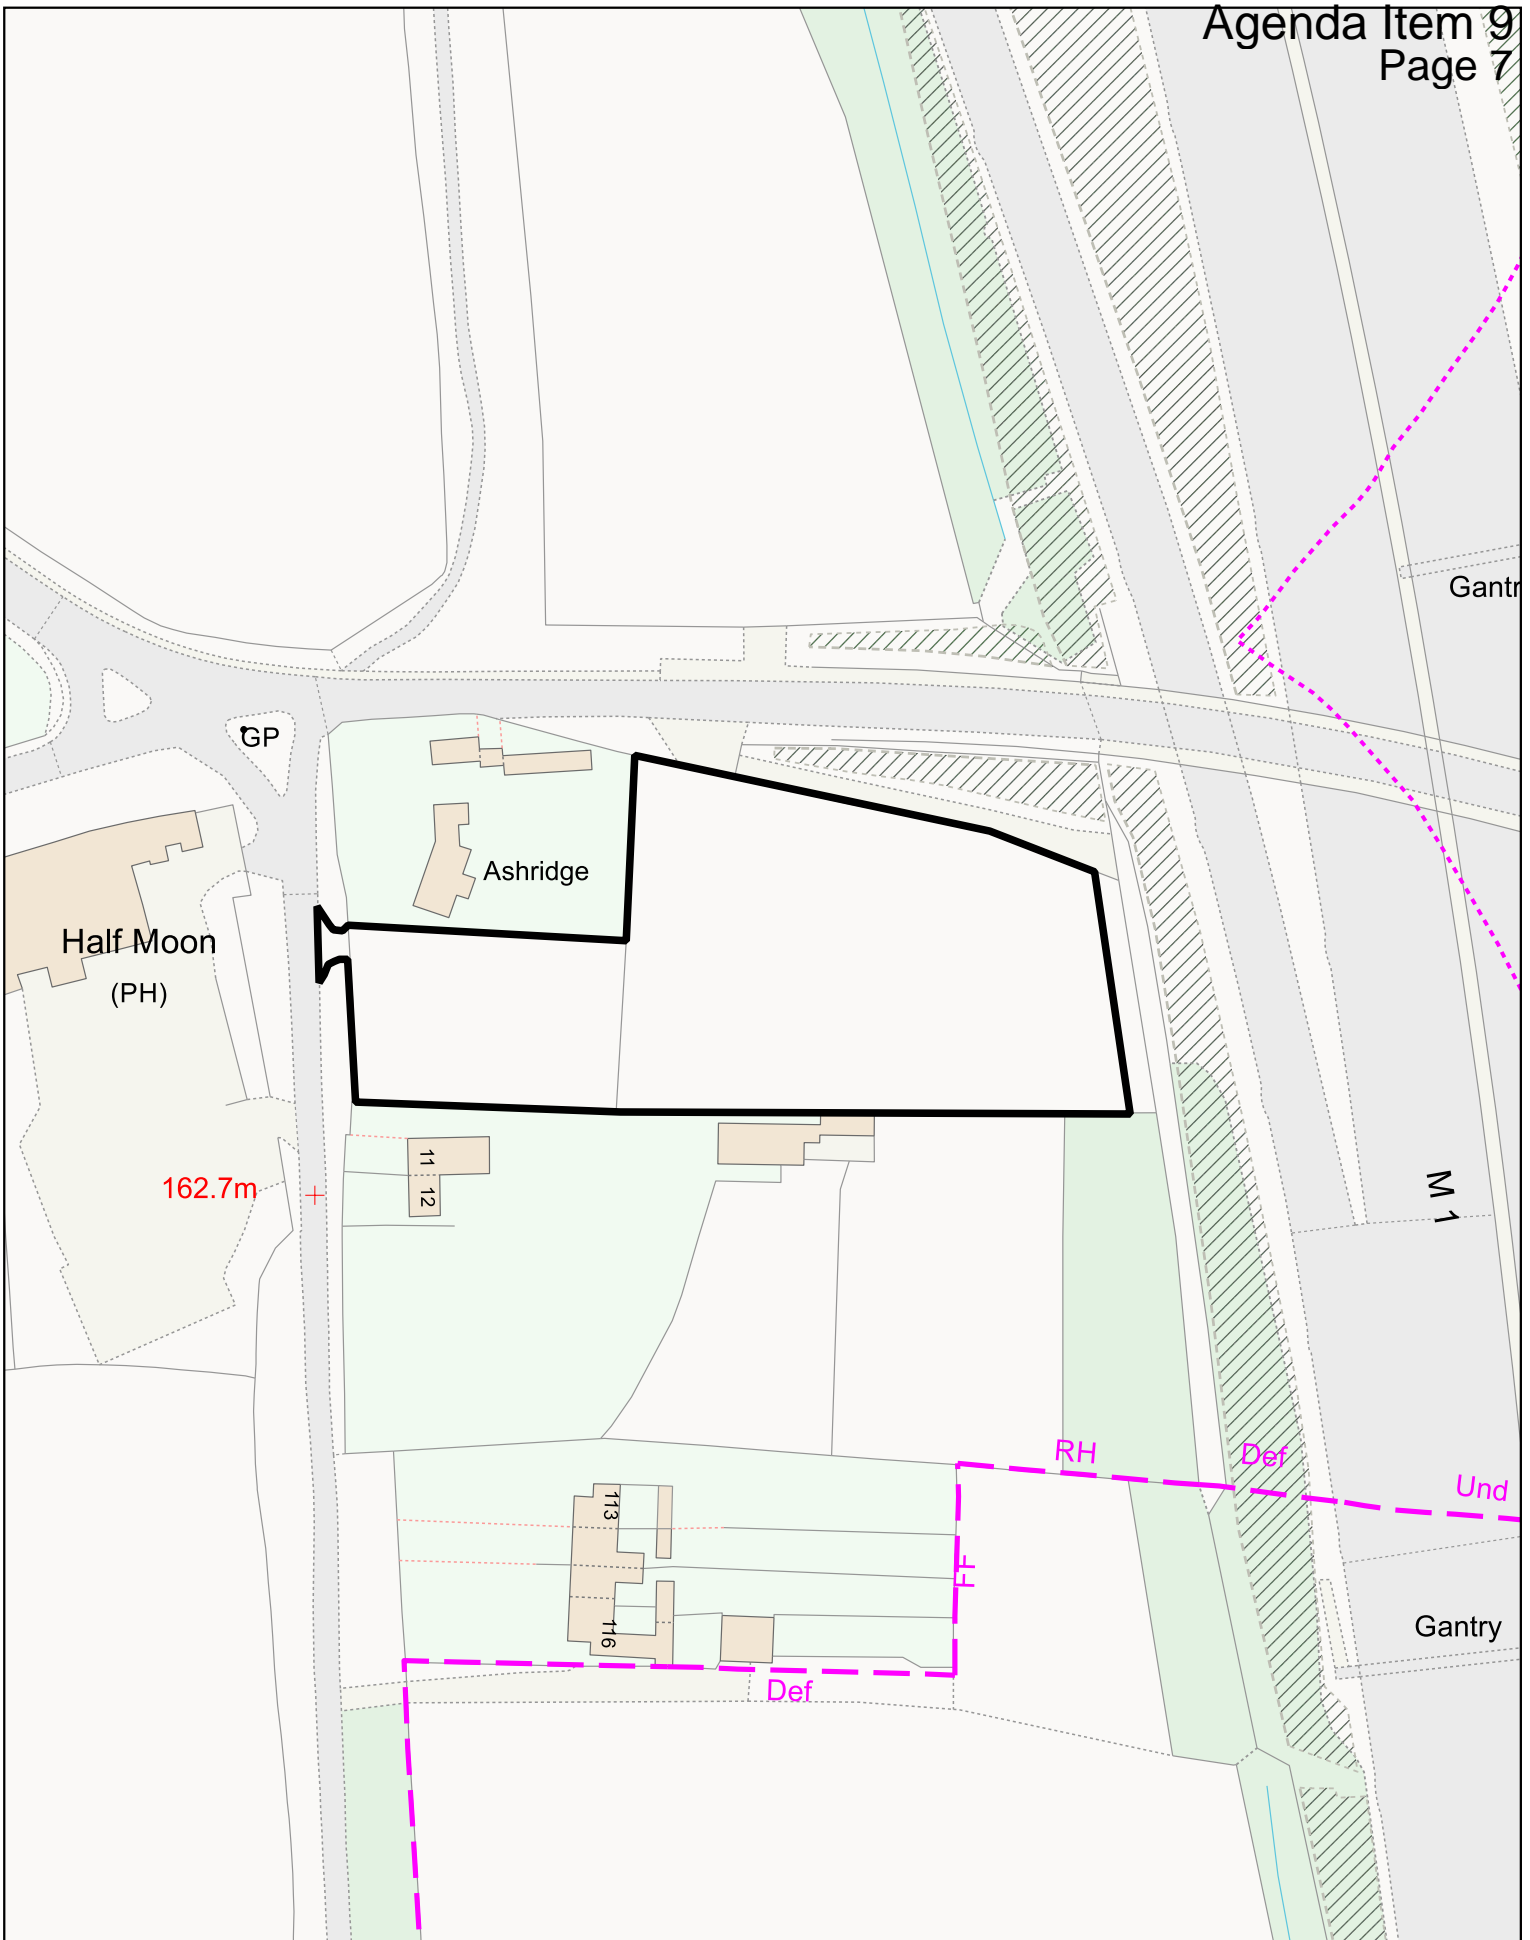 Agenda Item 9
Page 7
Gantr
GP
Ashridge
Half Moon
(PH)
11
162.7m
12
M 1
RH
Def
Und
113
FF
116
Gantry
Def